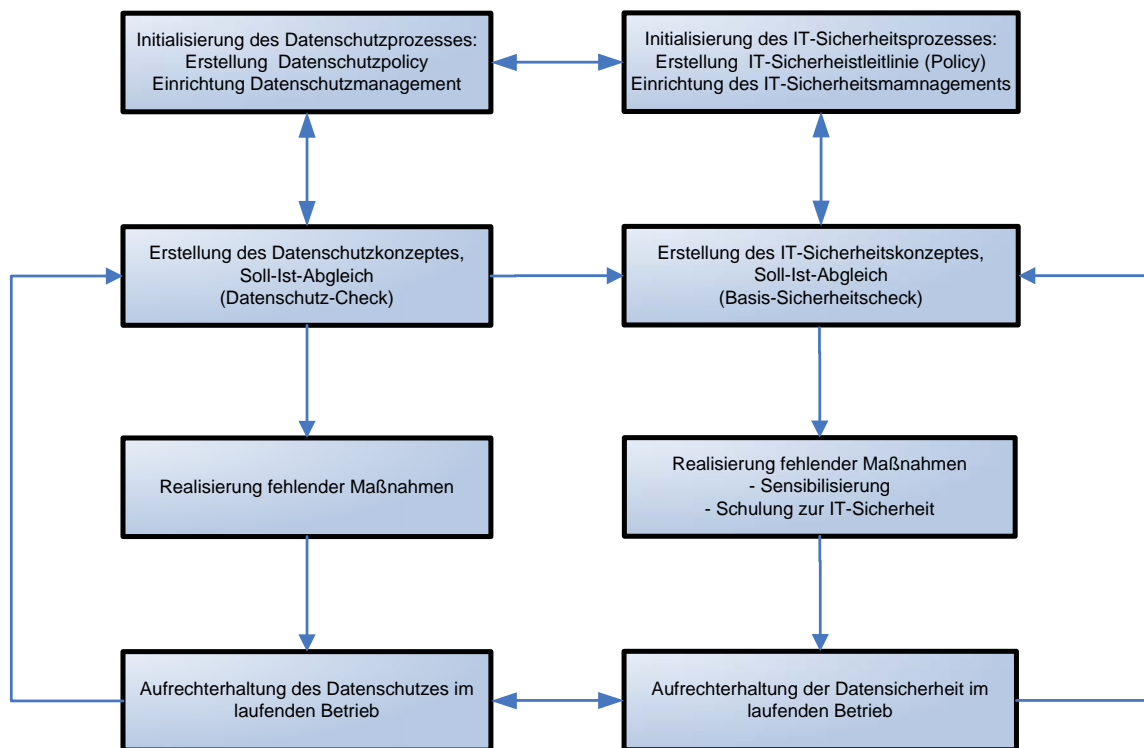 Initialisierung des Datenschutzprozesses:
Erstellung Datenschutzpolicy
Einrichtung Datenschutzmanagement
Initialisierung des IT-Sicherheitsprozesses:
Erstellung IT-Sicherheistleitlinie (Policy)
Einrichtung des IT-Sicherheitsmamnagements
Erstellung des Datenschutzkonzeptes,
Soll-Ist-Abgleich
(Datenschutz-Check)
Erstellung des IT-Sicherheitskonzeptes,
Soll-Ist-Abgleich
(Basis-Sicherheitscheck)
Realisierung fehlender Maßnahmen
Realisierung fehlender Maßnahmen
- Sensibilisierung
- Schulung zur IT-Sicherheit
Aufrechterhaltung des Datenschutzes im
laufenden Betrieb
Aufrechterhaltung der Datensicherheit im
laufenden Betrieb